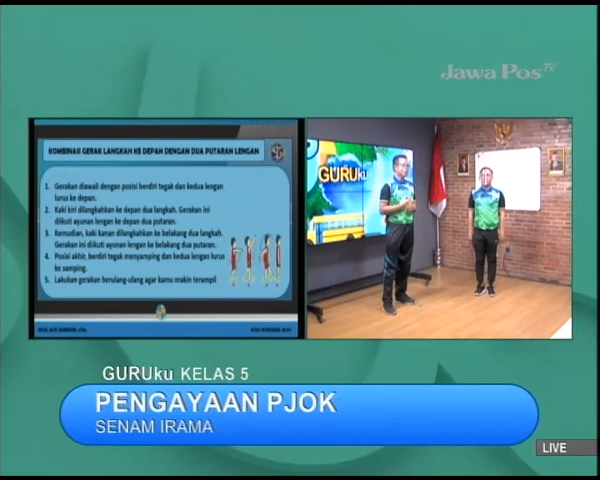 Jawa Pos TV
KOMBINASI GERAK LANGKAH KE DEPAN DENGAN DUA PUTARAN LENGAN
1. Gerakan diawali dengan posisi berdiri tegak dan kedua lengan
lurus ke depan.
2. Kaki kiri dilangkahkan ke depan dua langkah. Gerakan ini
diikuti ayunan lengan ke depan dua putaran.
3. Kemudian, kaki kanan dilangkahkan ke belakang dua langkah.
Gerakan ini diikuti ayunan lengan ke belakang dua putaran.
4. Posisi akhir, berdiri tegak menyamping dan kedua lengan lurus
ke samping.
5. Lakukan gerakan berulang-ulang agar kamu makin terampil
GURUku
GURUku KELAS 5
PENGAYAAN PJOK
SENAM IRAMA
LIVE